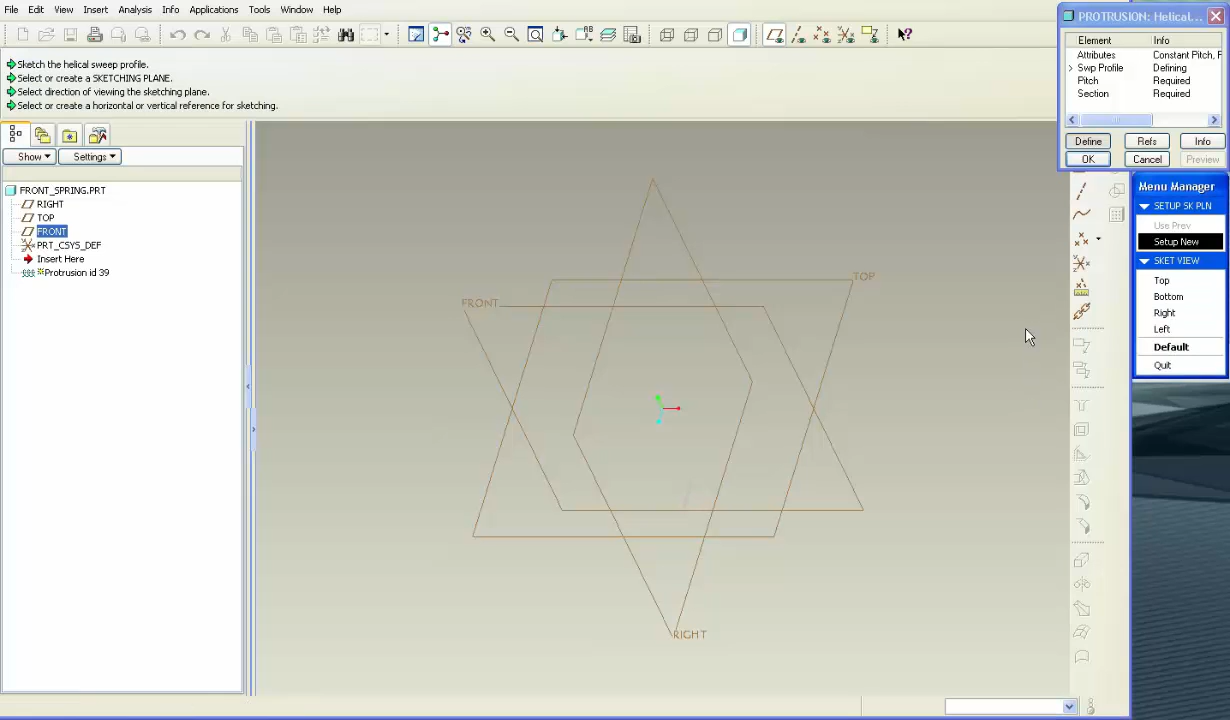 File Edit View Insert Analysis Info Applications Tools Window Help
PROTRUSION: Helical...
Element Info
Attributes Constant Pitch, F
Swp Profile Defining
Pitch Required
Section Required
Define Refs Info
OK Cancel Preview
Sketch the helical sweep profile.
Select or create a SKETCHING PLANE.
Select direction of viewing the sketching plane.
Select or create a horizontal or vertical reference for sketching.
Show Settings
FRONT_SPRING.PRT
RIGHT
TOP
FRONT
PRT_CSYS_DEF
Insert Here
Protrusion id 39
TOP
FRONT
RIGHT
Menu Manager
SETUP SK PLN
Use Prev
Setup New
SKET VIEW
Top
Bottom
Right
Left
Default
Quit